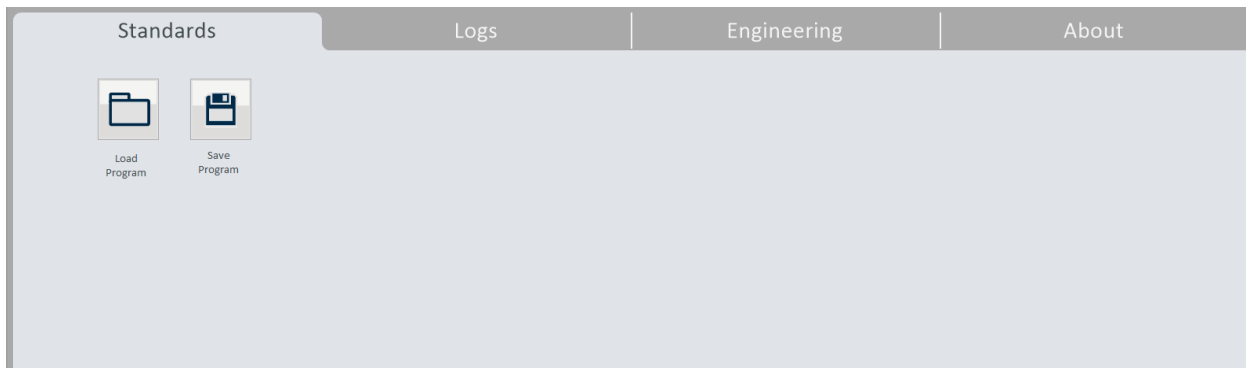 Standards
Logs
Engineering
About
Load
Program
Save
Program